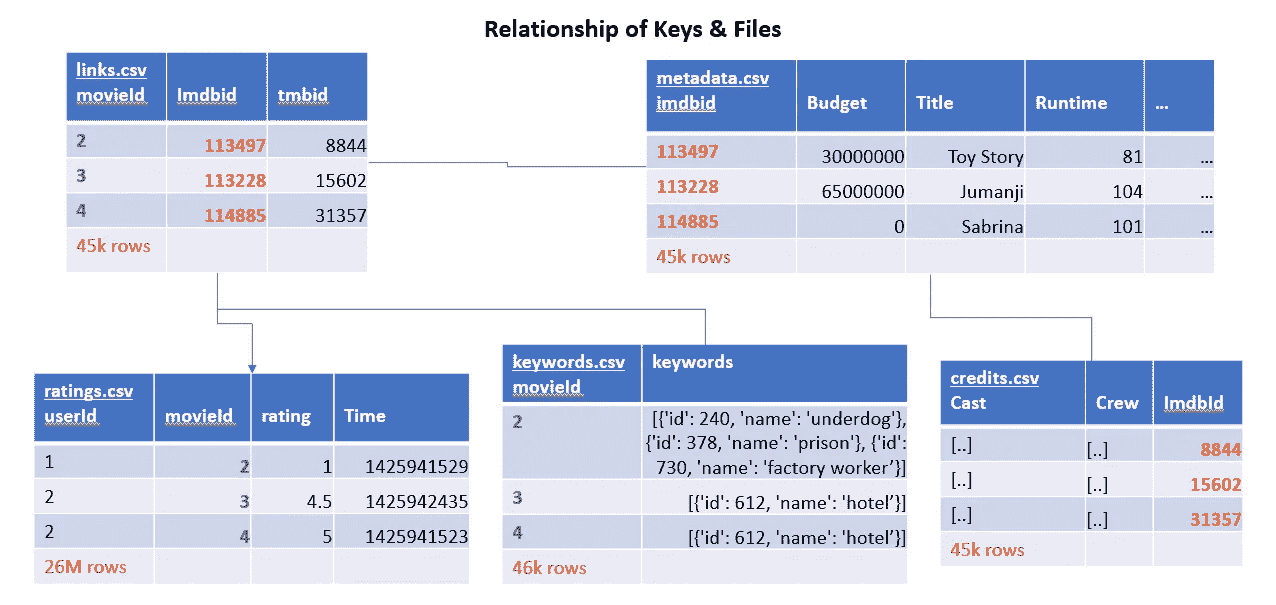 Relationship of Keys & Files
links.csv
movieId Imdbid tmbid
2 113497 8844
3 113228 15602
4 114885 31357
45k rows
metadata.csv
imdbid Budget Title Runtime ...
113497 30000000 Toy Story 81 ...
113228 65000000 Jumanji 104 ...
114885 0 Sabrina 101 ...
45k rows
ratings.csv
userId movieId rating Time
1 2 1 1425941529
2 3 4.5 1425942435
2 4 5 1425941523
26M rows
keywords.csv keywords
movieId
2 [{'id': 240, 'name': 'underdog'},
{'id': 378, 'name': 'prison'}, {'id':
730, 'name': 'factory worker’}]
3 [{'id': 612, 'name': 'hotel’}]
4 [{'id': 612, 'name': 'hotel’}]
46k rows
credits.csv
Cast Crew ImdbId
[..] [..] 8844
[..] [..] 15602
[..] [..] 31357
45k rows